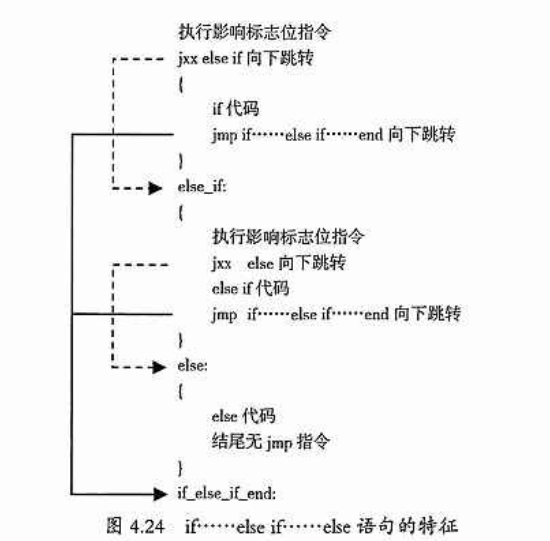 执行影响标志位指令
jxx else if 向下跳转
{
if 代码
jmp if……else if……end 向下跳转
}
else_if:
{
执行影响标志位指令
jxx else 向下跳转
else if 代码
jmp if……else if……end 向下跳转
}
else:
{
else 代码
结尾无 jmp 指令
}
if_else_if_end:
图 4.24 if……else if……else 语句的特征